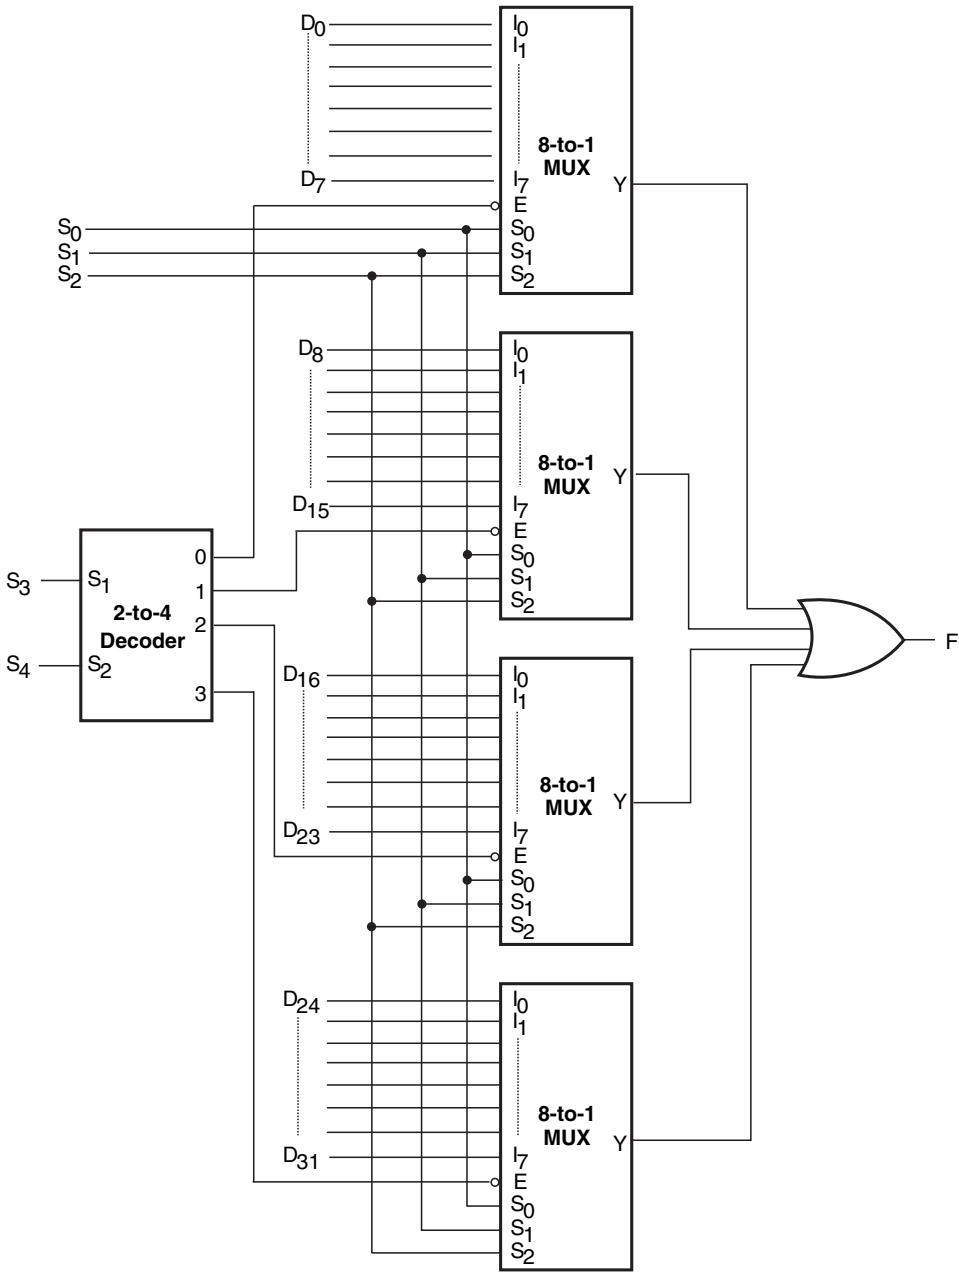 D0 I0
I1
8-to-1
MUX
D7 I7 Y
E
S0 S0
S1 S1
S2 S2
D8 I0
I1
8-to-1
MUX Y
D15 I7
E
S0
S1
S2
0
S3 S1 1
2-to-4
Decoder
2
S4 S2
3
F
D16 I0
I1
8-to-1
MUX Y
D23 I7
E
S0
S1
S2
D24 I0
I1
8-to-1
MUX Y
D31 I7
E
S0
S1
S2